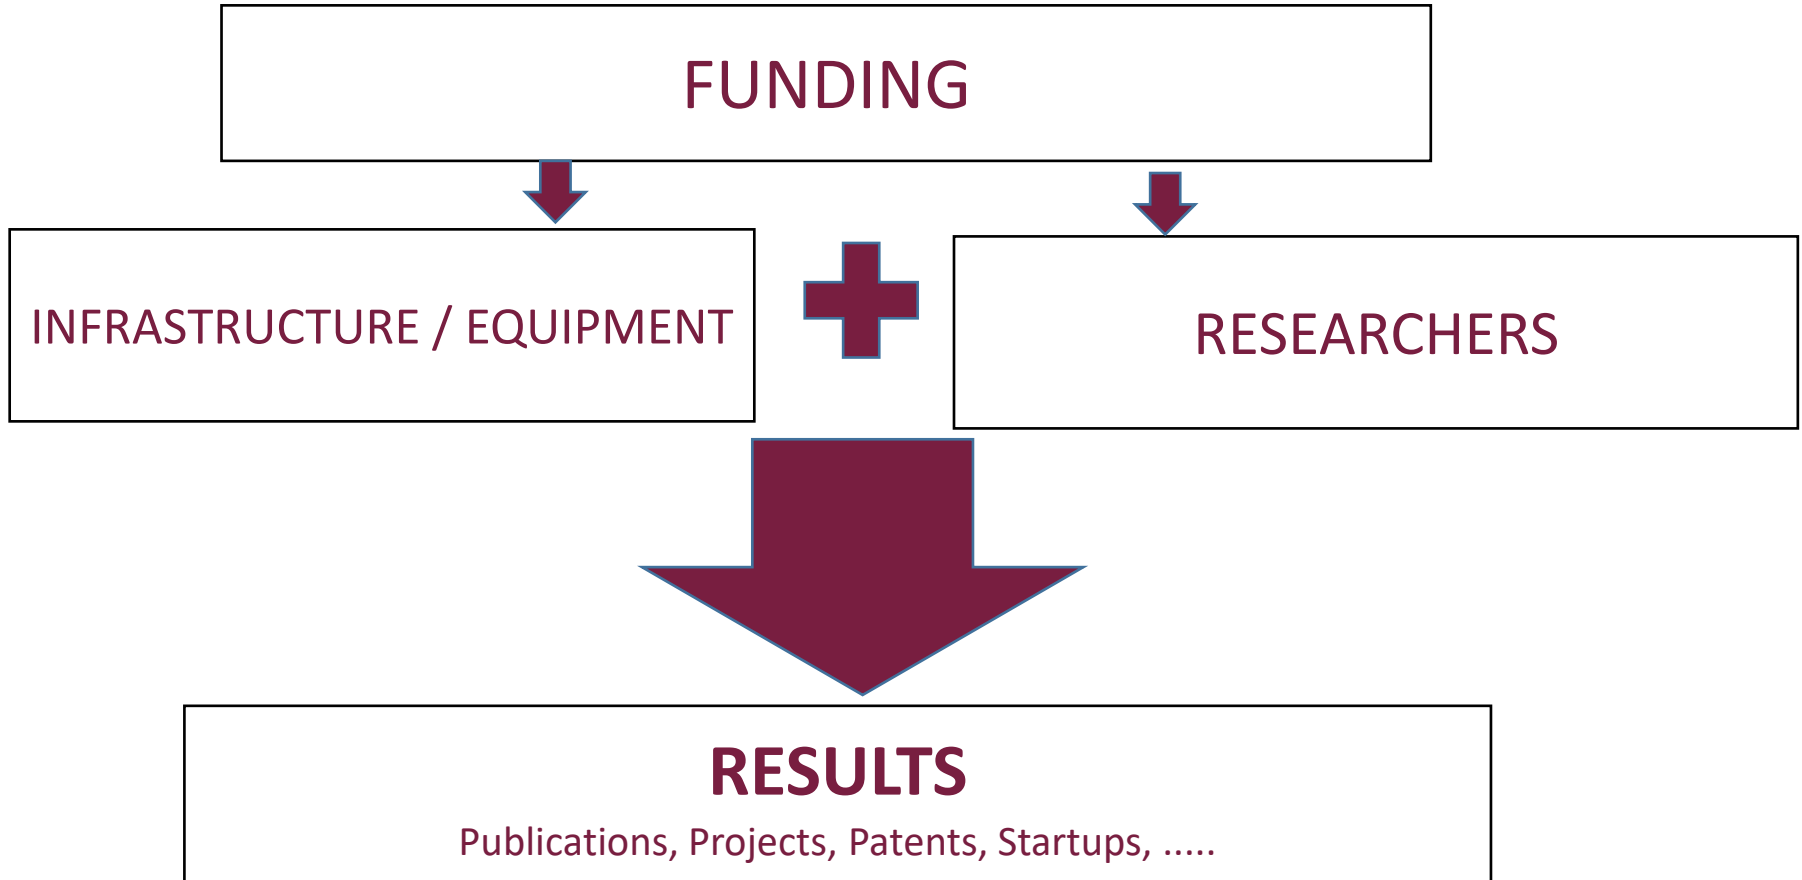 FUNDING
INFRASTRUCTURE / EQUIPMENT
RESEARCHERS
RESULTS
Publications, Projects, Patents, Startups, .....